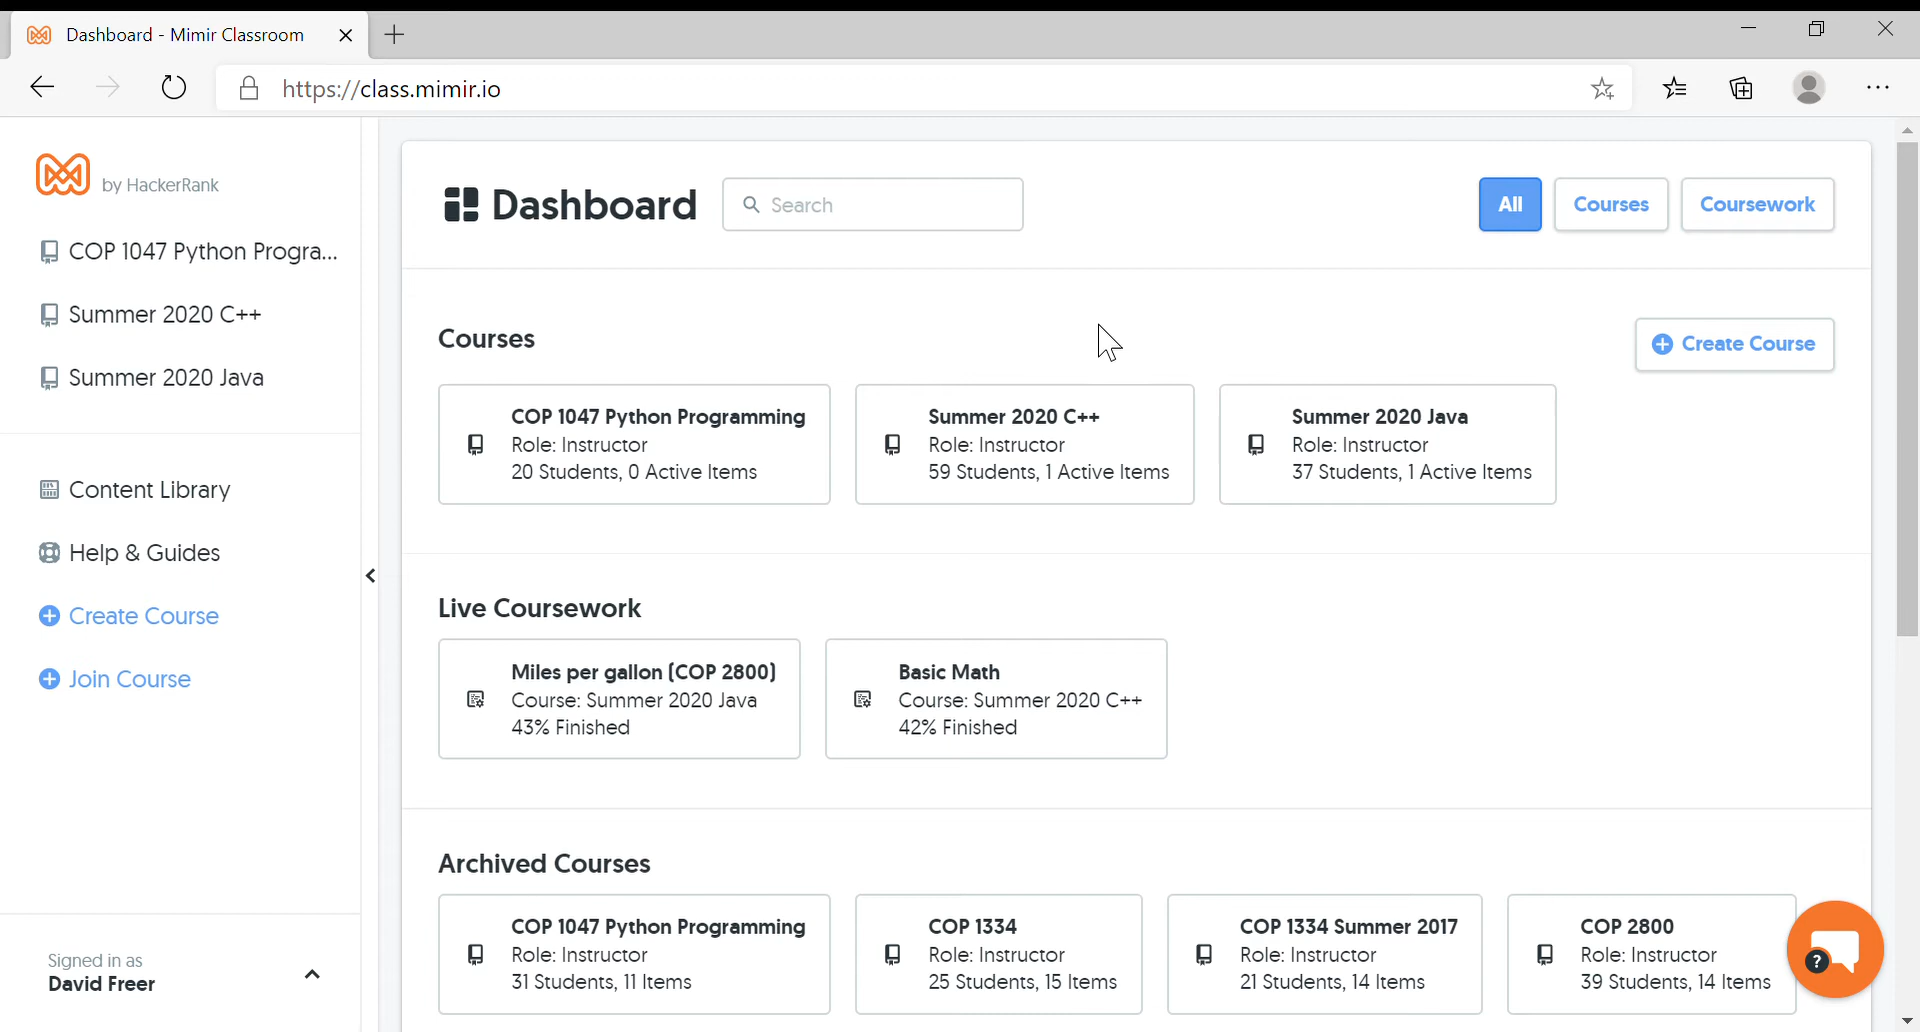 Dashboard - Mimir Classroom
https://class.mimir.io
by HackerRank
COP 1047 Python Progra...
Summer 2020 C++
Summer 2020 Java
Content Library
Help & Guides
Create Course
Join Course
Signed in as
David Freer
Dashboard
Search
All
Courses
Coursework
Courses
Create Course
COP 1047 Python Programming
Role: Instructor
20 Students, 0 Active Items
Summer 2020 C++
Role: Instructor
59 Students, 1 Active Items
Summer 2020 Java
Role: Instructor
37 Students, 1 Active Items
Live Coursework
Miles per gallon (COP 2800)
Course: Summer 2020 Java
43% Finished
Basic Math
Course: Summer 2020 C++
42% Finished
Archived Courses
COP 1047 Python Programming
Role: Instructor
31 Students, 11 Items
COP 1334
Role: Instructor
25 Students, 15 Items
COP 1334 Summer 2017
Role: Instructor
21 Students, 14 Items
COP 2800
Role: Instructor
39 Students, 14 Items
?